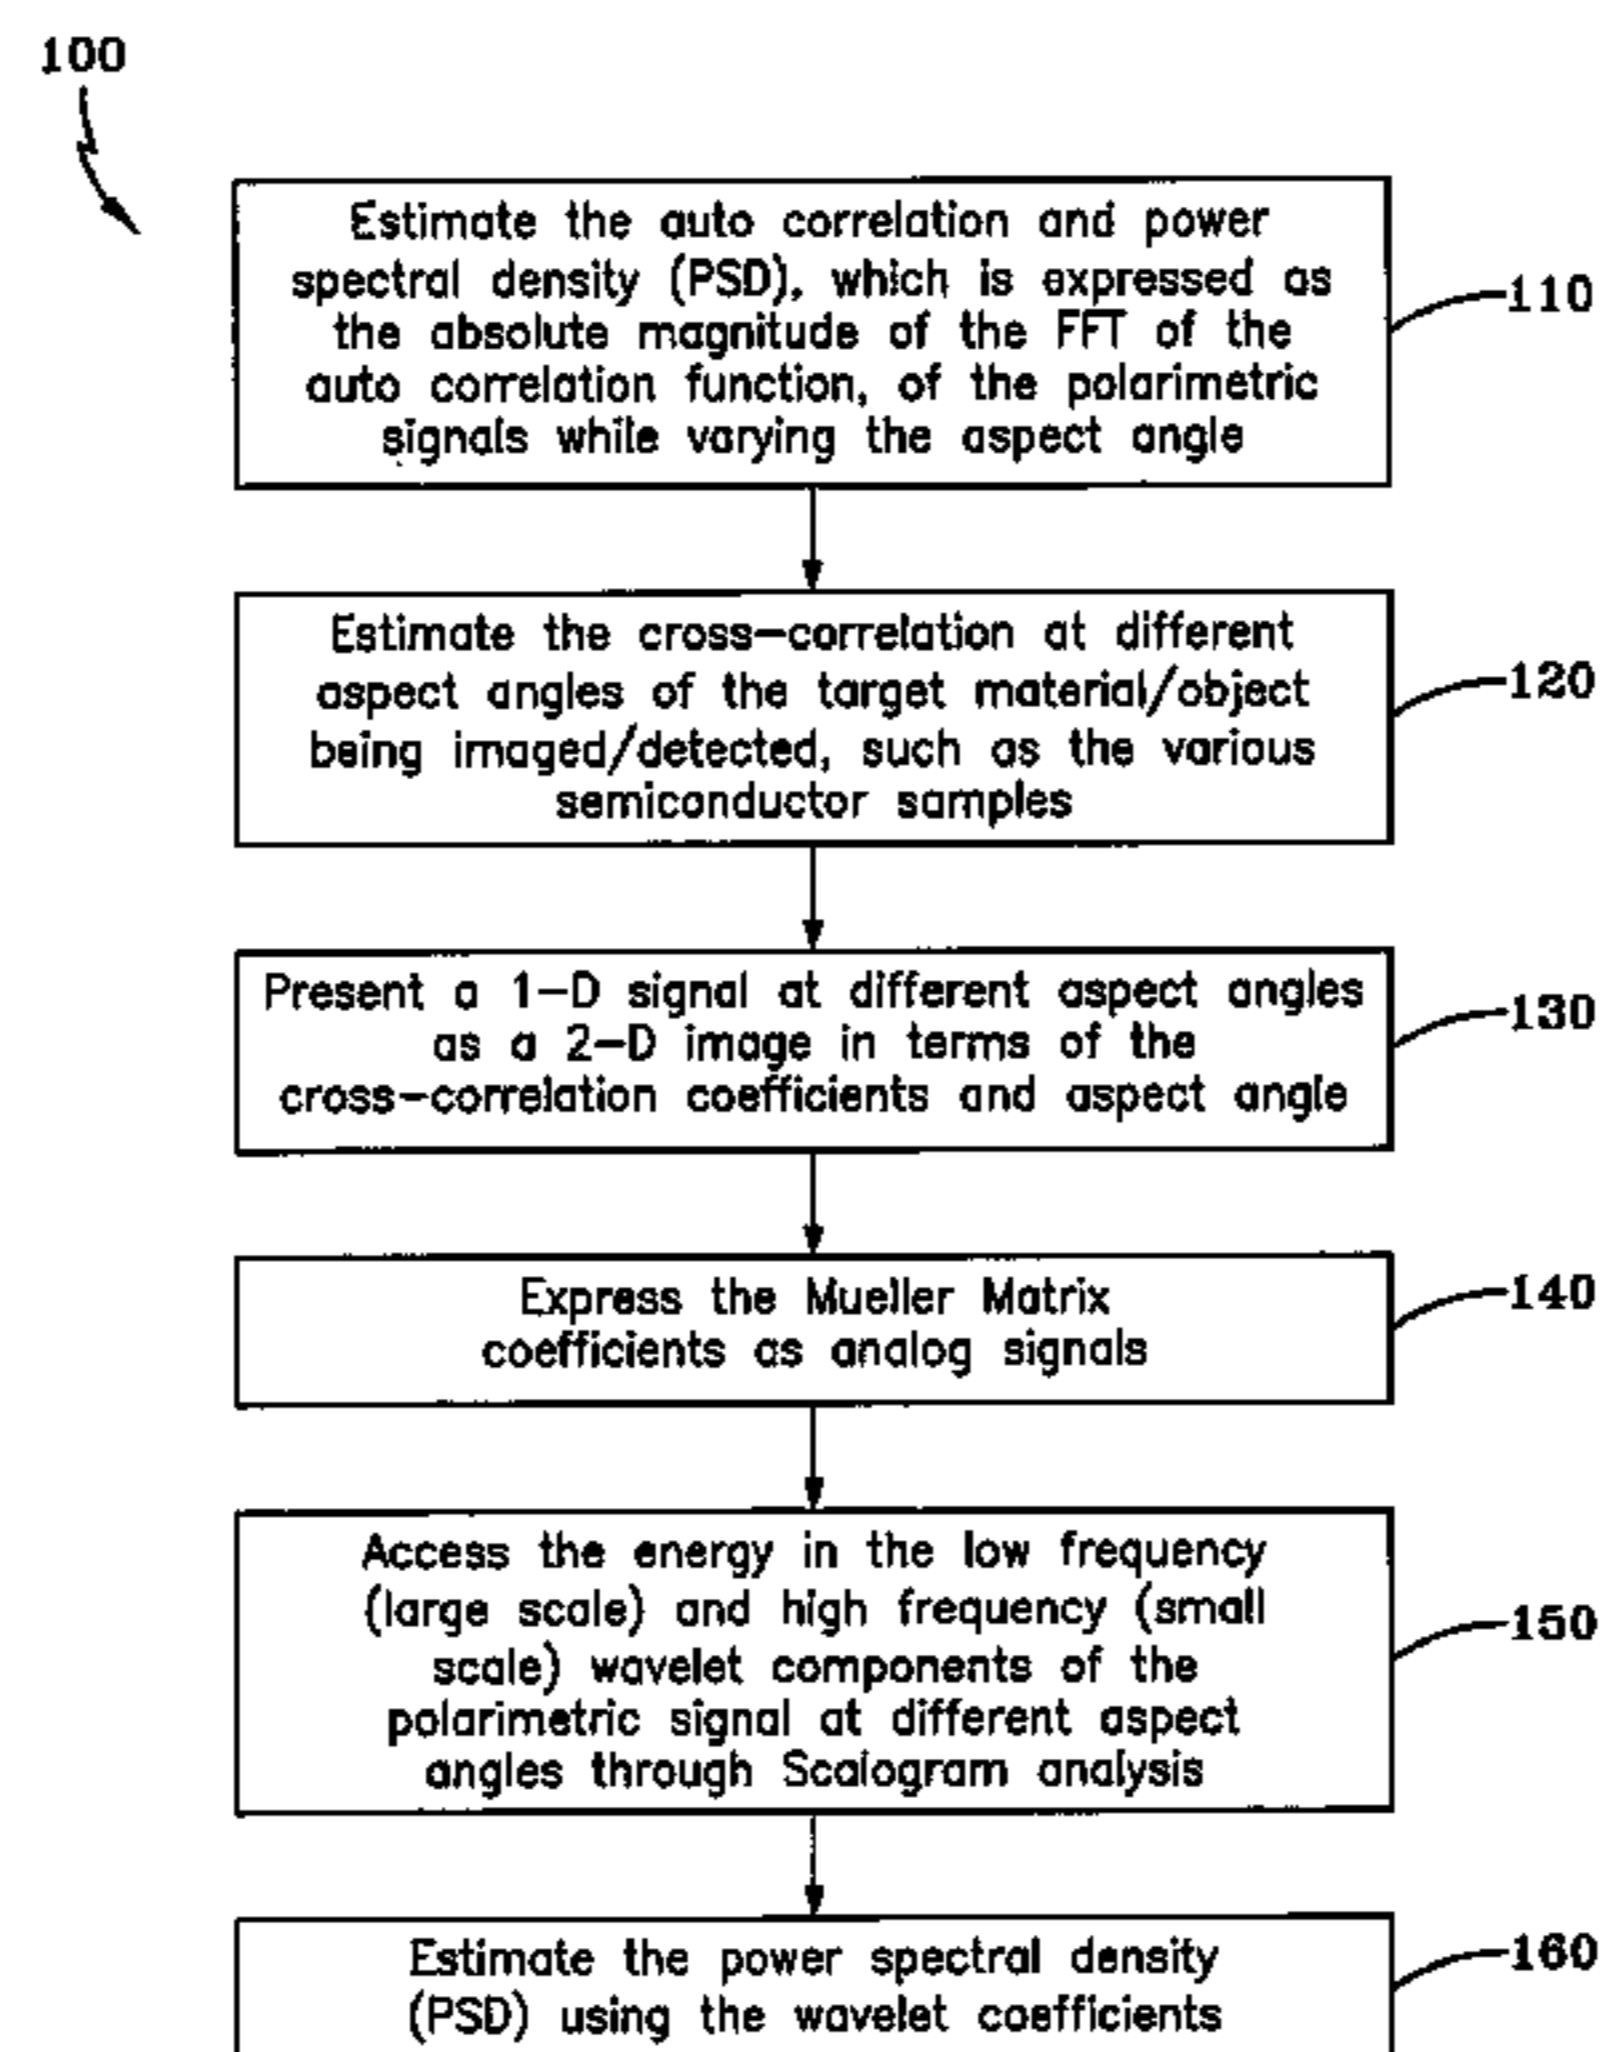 100
Estimate the auto correlation and power
spectral density (PSD), which is expressed as
the absolute magnitude of the FFT of the
auto correlation function, of the polarimetric
signals while varying the aspect angle
110
Estimate the cross-correlation at different
aspect angles of the target material/object
being imaged/detected, such as the various
semiconductor samples
120
Present a 1-D signal at different aspect angles
as a 2-D image in terms of the
cross-correlation coefficients and aspect angle
130
Express the Mueller Matrix
coefficients as analog signals
140
Access the energy in the low frequency
(large scale) and high frequency (small
scale) wavelet components of the
polarimetric signal at different aspect
angles through Scalogram analysis
150
Estimate the power spectral density
(PSD) using the wavelet coefficients
160